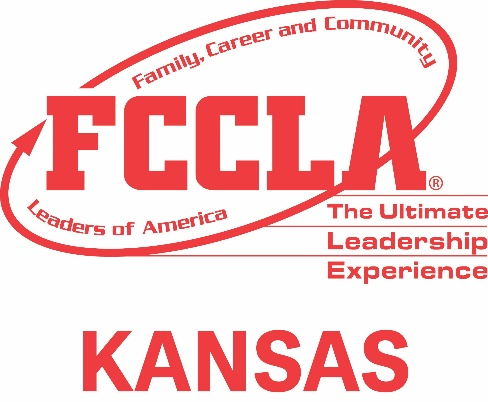 Family, Career and Community
FCCLA®
Leaders of America
The Ultimate
Leadership
Experience
KANSAS